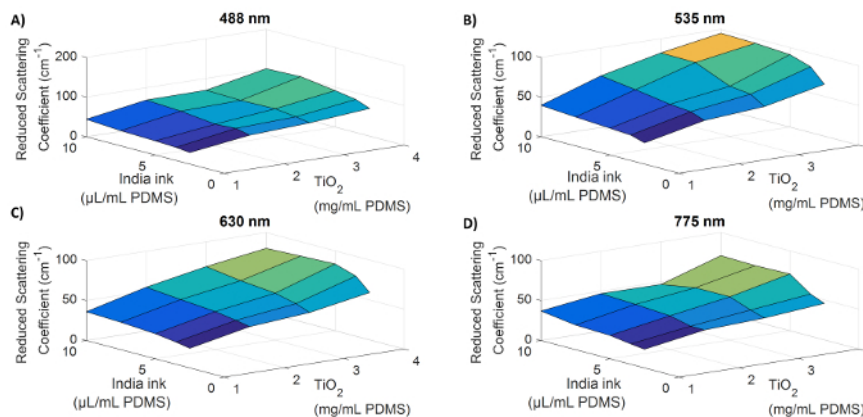 A)
488 nm
Reduced Scattering
Coefficient (cm⁻¹)
200
100
0
10
5
0
India ink
(µL/mL PDMS)
1
2
3
4
TiO₂
(mg/mL PDMS)
B)
535 nm
Reduced Scattering
Coefficient (cm⁻¹)
100
50
0
10
5
0
India ink
(µL/mL PDMS)
1
2
3
4
TiO₂
(mg/mL PDMS)
C)
630 nm
Reduced Scattering
Coefficient (cm⁻¹)
100
50
0
10
5
0
India ink
(µL/mL PDMS)
1
2
3
4
TiO₂
(mg/mL PDMS)
D)
775 nm
Reduced Scattering
Coefficient (cm⁻¹)
100
50
0
10
5
0
India ink
(µL/mL PDMS)
1
2
3
4
TiO₂
(mg/mL PDMS)